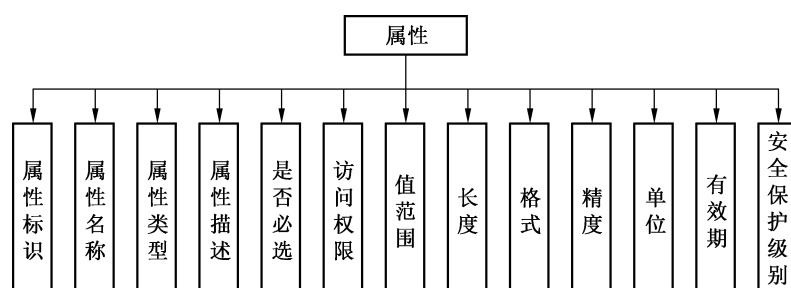 属性
属性标识
属性名称
属性类型
属性描述
是否必选
访问权限
值范围
长度
格式
精度
单位
有效期
安全保护级别